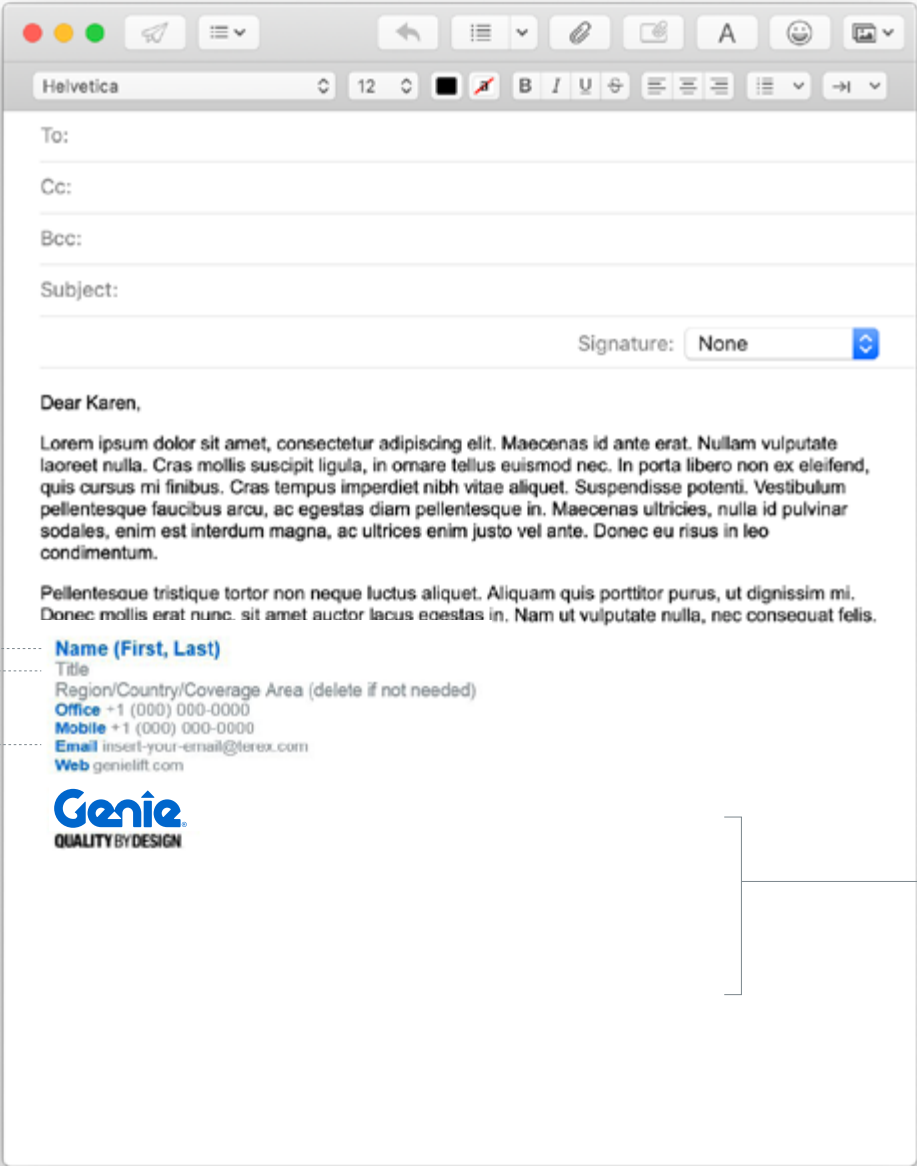 Helvetica 12 a B I U S
A
To:
Cc:
Bcc:
Subject:
Signature: None
Dear Karen,
Lorem ipsum dolor sit amet, consectetur adipiscing elit. Maecenas id ante erat. Nullam vulputate
laoreet nulla. Cras mollis suscipit ligula, in ornare tellus euismod nec. In porta libero non ex eleifend,
quis cursus mi finibus. Cras tempus imperdiet nibh vitae aliquet. Suspendisse potenti. Vestibulum
pellentesque faucibus arcu, ac egestas diam pellentesque in. Maecenas ultricies, nulla id pulvinar
sodales, enim est interdum magna, ac ultrices enim justo vel ante. Donec eu risus in leo
condimentum.
Pellentesque tristique tortor non neque luctus aliquet. Aliquam quis porttitor purus, ut dignissim mi.
Donec mollis erat nunc, sit amet auctor lacus egestas in. Nam ut vulputate nulla, nec consequat felis.
Name (First, Last)
Title
Region/Country/Coverage Area (delete if not needed)
Office +1 (000) 000-0000
Mobile +1 (000) 000-0000
Email insert-your-email@terex.com
Web genielift.com
Genie®
QUALITY BY DESIGN